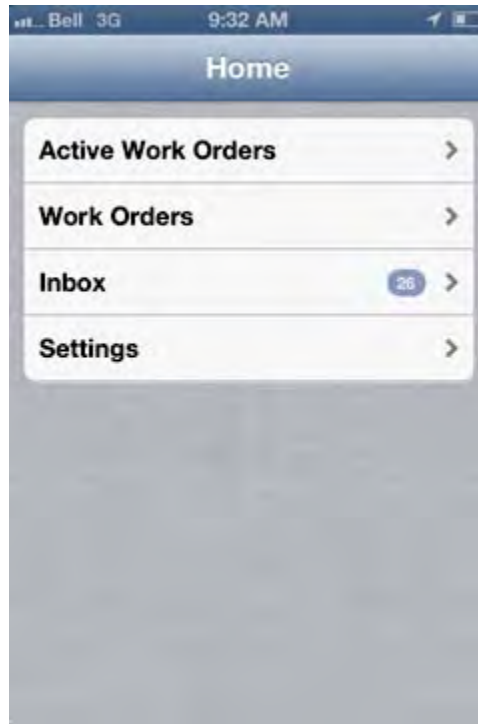 Bell 3G 9:32 AM
Home
Active Work Orders
Work Orders
Inbox 26
Settings